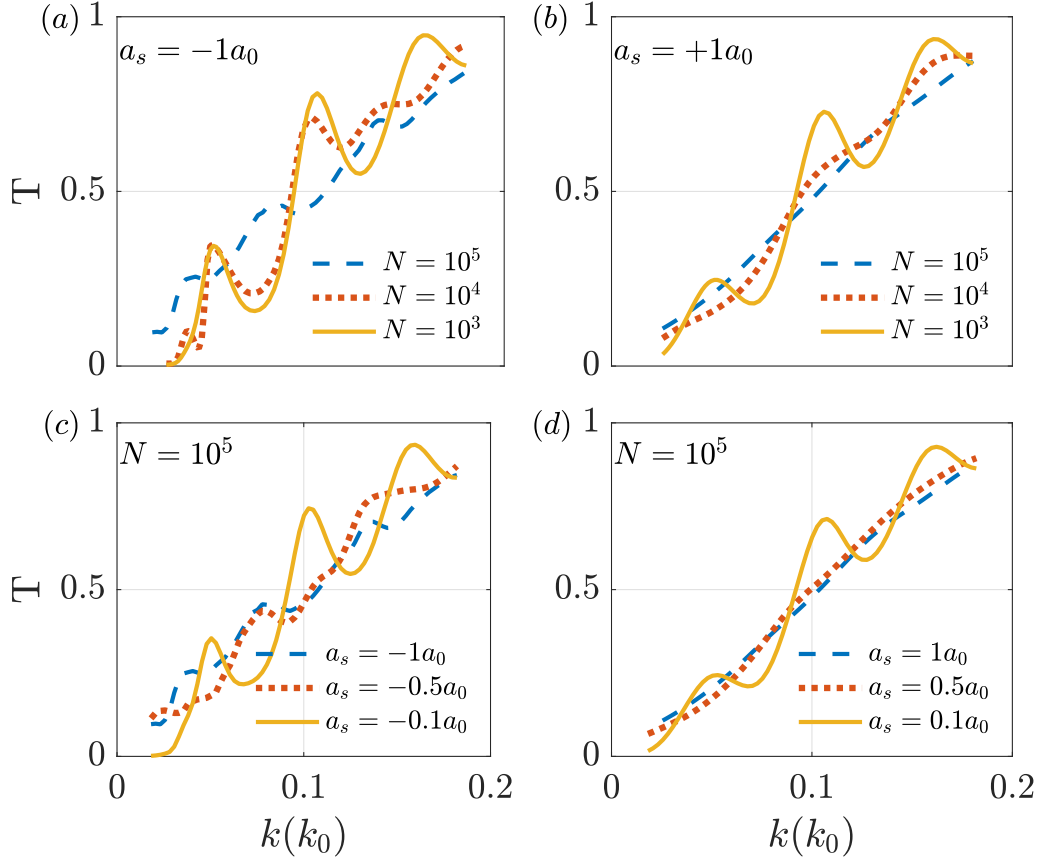 (a)
1
a_s = −1a_0
0.5
T
0
N = 10^5
N = 10^4
N = 10^3
(b)
1
a_s = +1a_0
0.5
0
N = 10^5
N = 10^4
N = 10^3
(c)
1
N = 10^5
0.5
T
0
a_s = −1a_0
a_s = −0.5a_0
a_s = −0.1a_0
0 0.1 0.2
k(k_0)
(d)
1
N = 10^5
0.5
0
a_s = 1a_0
a_s = 0.5a_0
a_s = 0.1a_0
0 0.1 0.2
k(k_0)